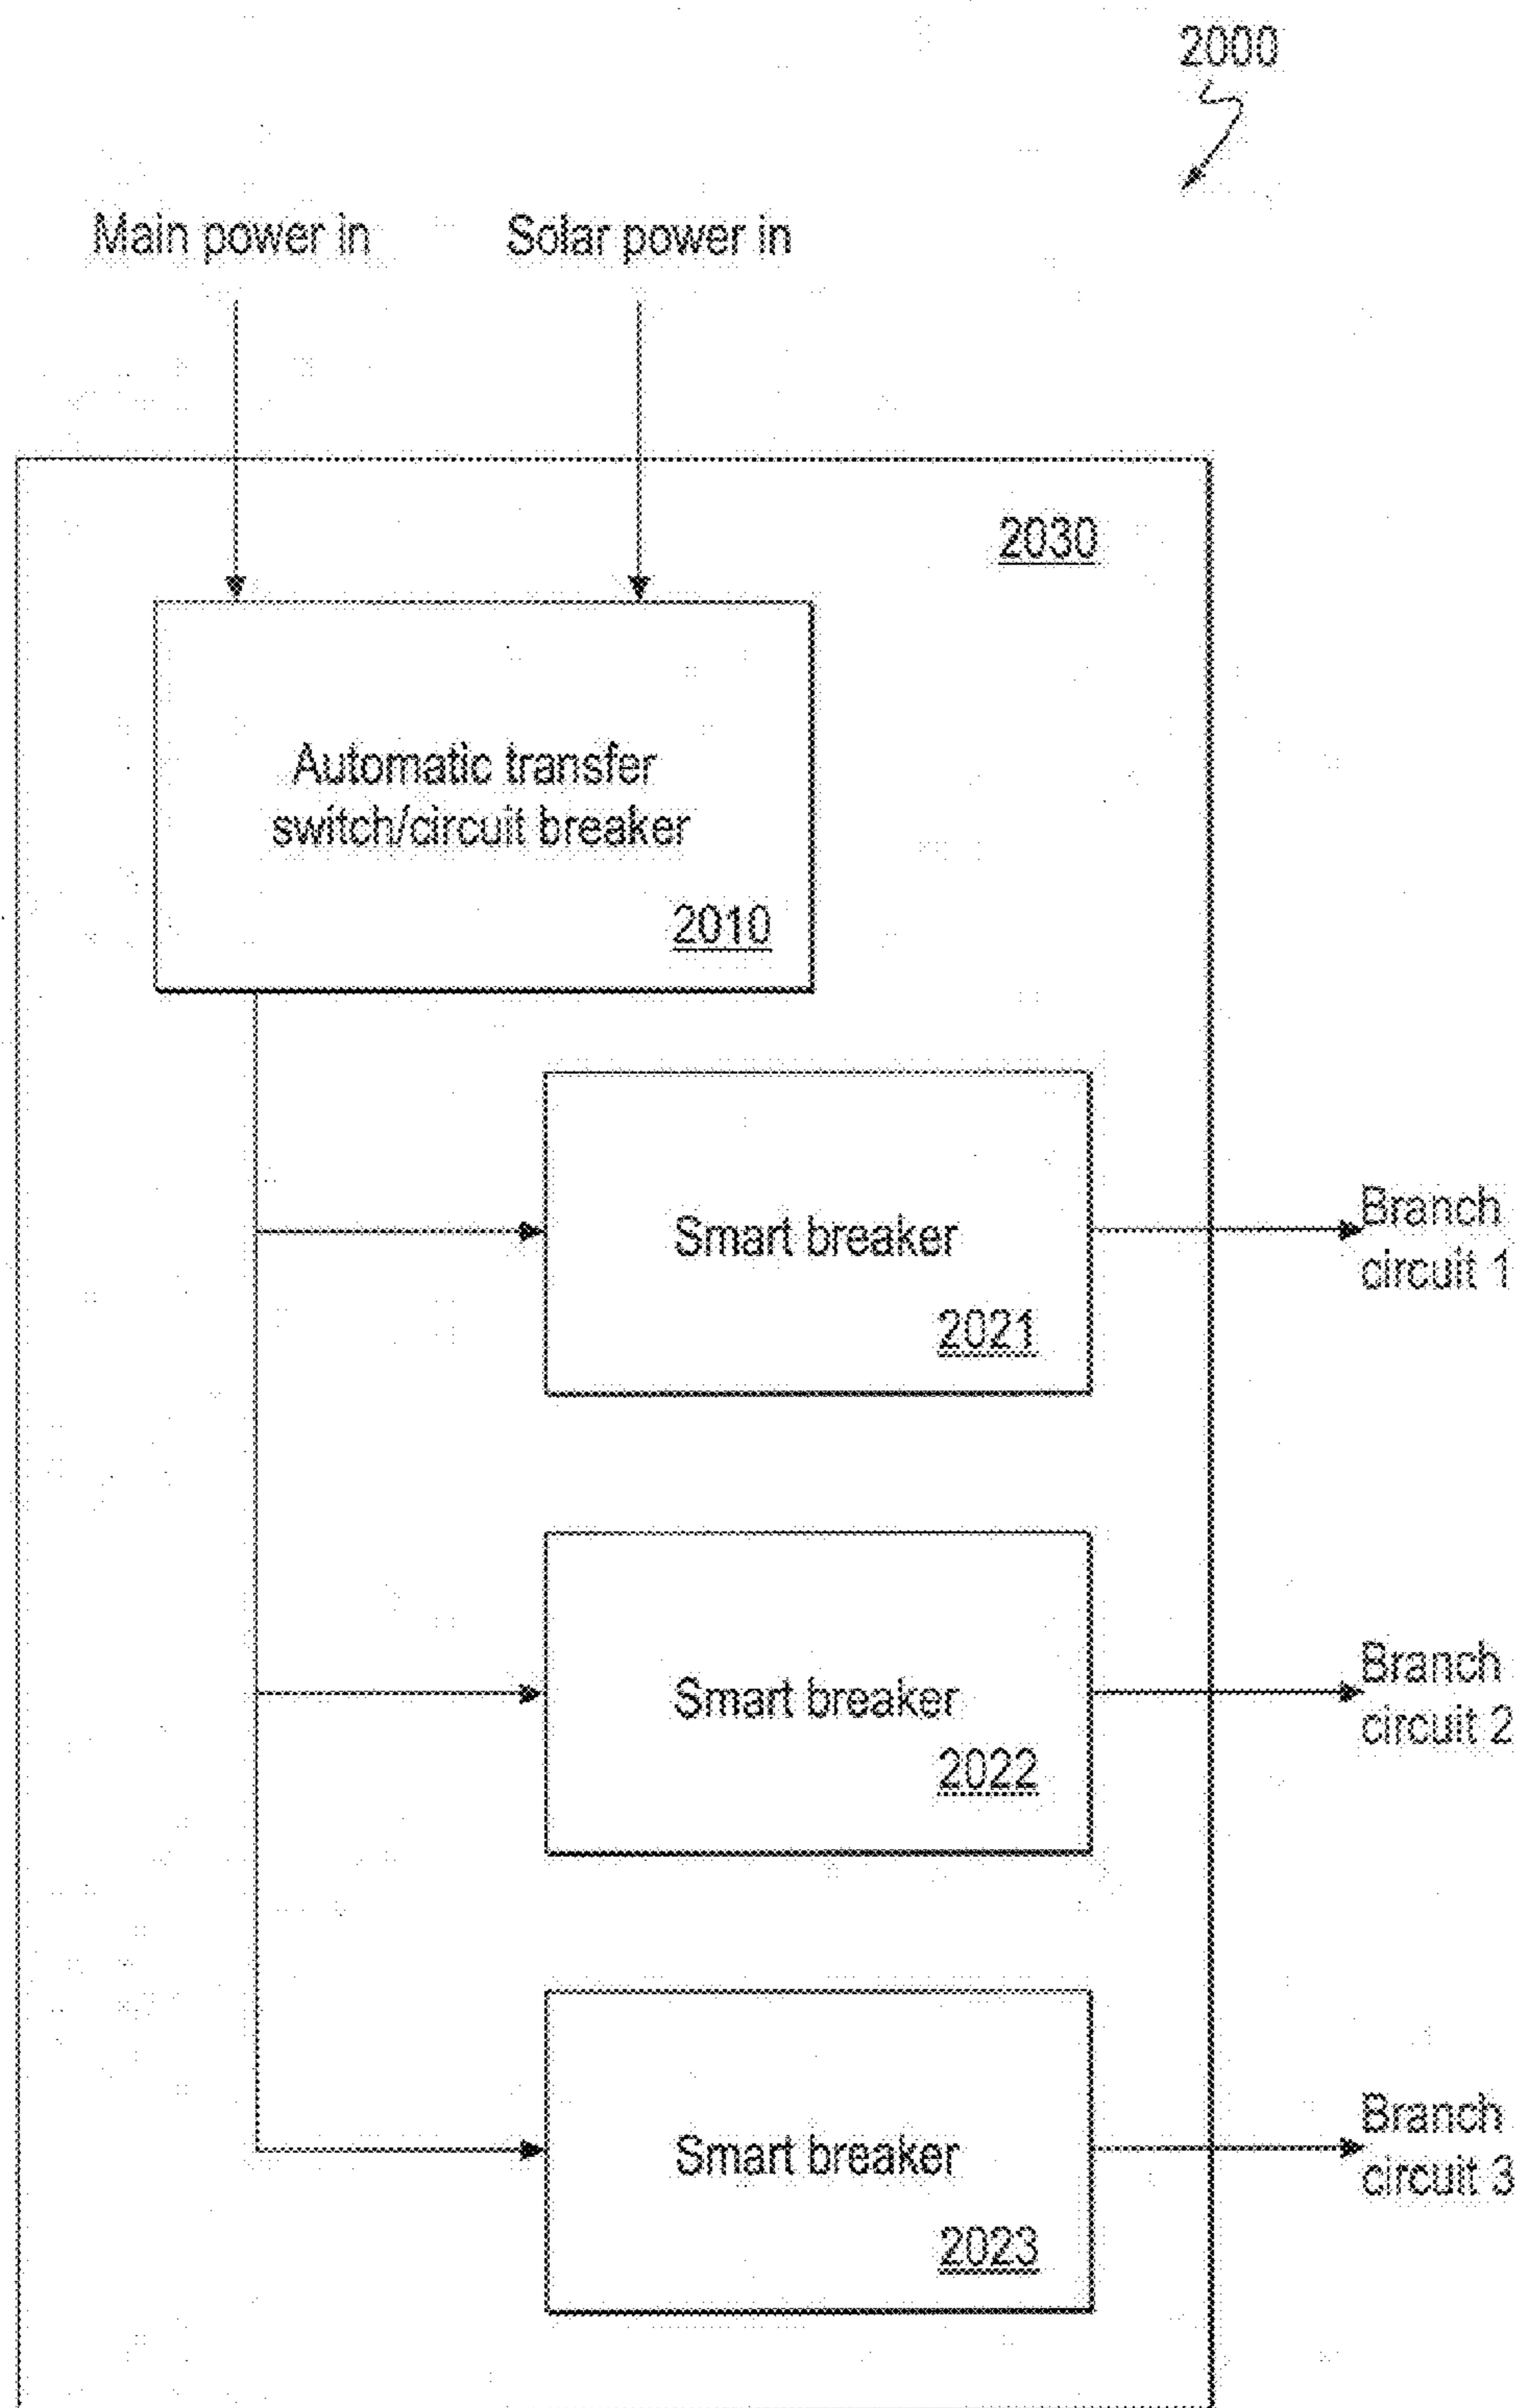 2000
Main power in
Solar power in
2030
Automatic transfer
switch/circuit breaker
2010
Smart breaker
2021
Branch
circuit 1
Smart breaker
2022
Branch
circuit 2
Smart breaker
2023
Branch
circuit 3